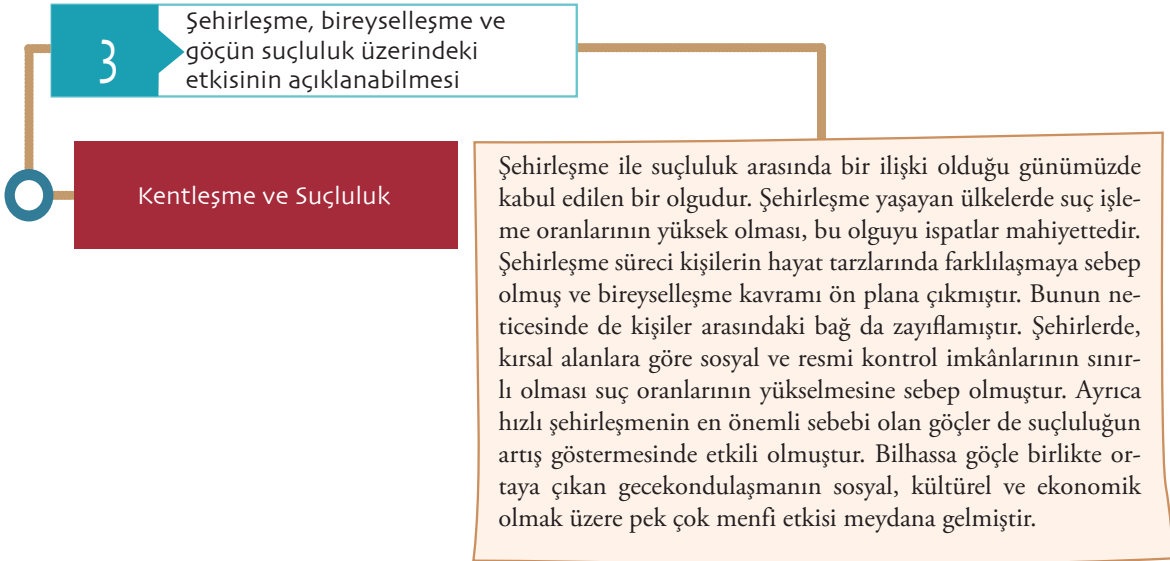 3
Şehirleşme, bireyselleşme ve
göçün suçluluk üzerindeki
etkisinin açıklanabilmesi
Kentleşme ve Suçluluk
Şehirleşme ile suçluluk arasında bir ilişki olduğu günümüzde
kabul edilen bir olgudur. Şehirleşme yaşayan ülkelerde suç işle-
me oranlarının yüksek olması, bu olguyu ispatlar mahiyettedir.
Şehirleşme süreci kişilerin hayat tarzlarında farklılaşmaya sebep
olmuş ve bireyselleşme kavramı ön plana çıkmıştır. Bunun ne-
ticesinde de kişiler arasındaki bağ da zayıflamıştır. Şehirlerde,
kırsal alanlara göre sosyal ve resmi kontrol imkânlarının sınır-
lı olması suç oranlarının yükselmesine sebep olmuştur. Ayrıca
hızlı şehirleşmenin en önemli sebebi olan göçler de suçluluğun
artış göstermesinde etkili olmuştur. Bilhassa göçle birlikte or-
taya çıkan gecekondulaşmanın sosyal, kültürel ve ekonomik
olmak üzere pek çok menfi etkisi meydana gelmiştir.